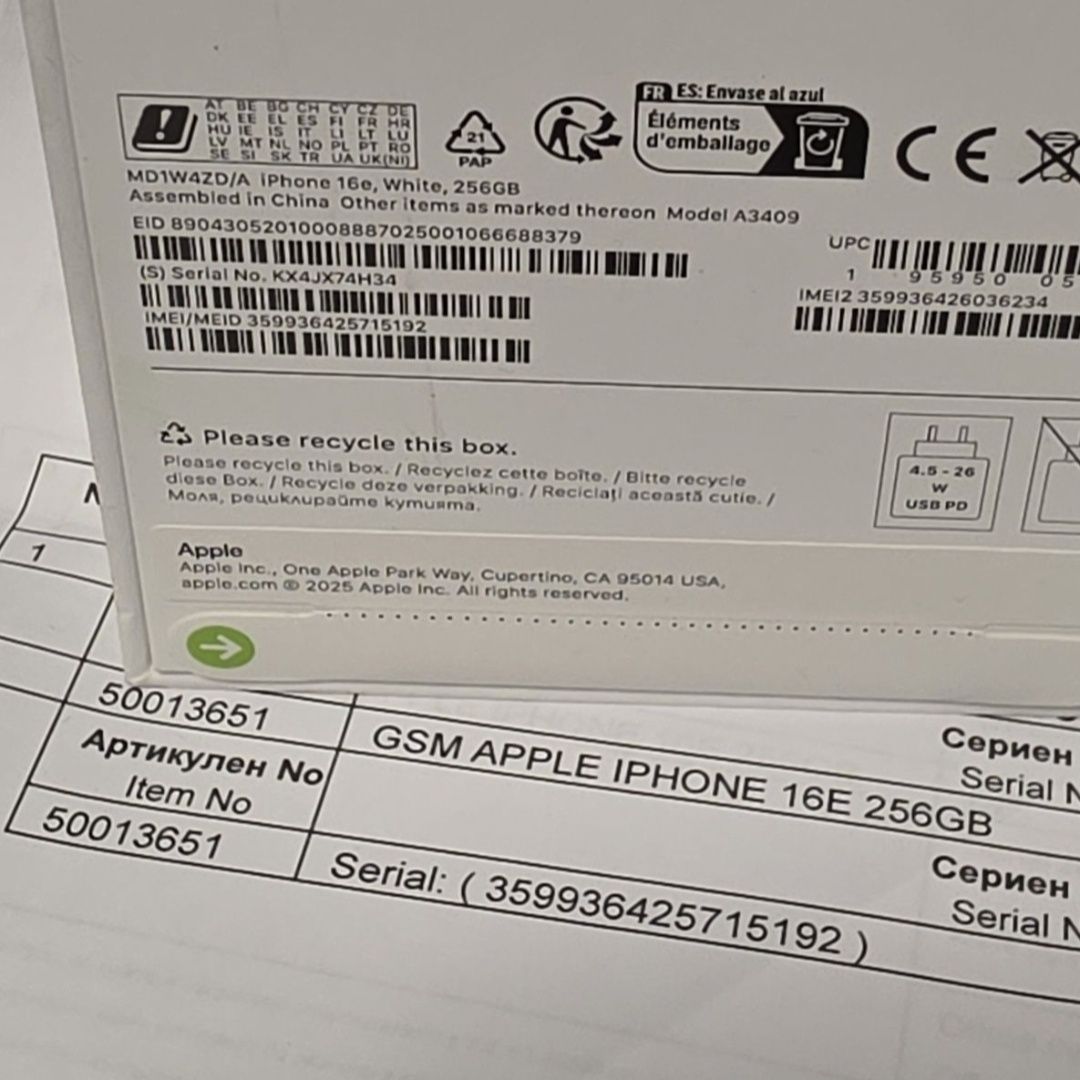 AT BE BG CH CY CZ DE
DK EE EL ES FI FR HR
HU IE IS IT LI LT LU
LV MT NL NO PL PT RO
SE SI SK TR UA UK(NI)
21
PAP
FR ES: Envase al azul
Éléments
d'emballage
CE
MD1W4ZD/A iPhone 16e, White, 256GB
Assembled in China Other items as marked thereon Model A3409
EID 89043052010008887025001066688379
UPC
1 95950 05
(S) Serial No. KX4JX74H34
IMEI2 359936426036234
IMEI/MEID 359936425715192
Please recycle this box.
Please recycle this box. / Recyclez cette boîte. / Bitte recycle
diese Box. / Recycle deze verpakking. / Reciclați această cutie. /
Моля, рециклирайте кутията.
4.5 - 26
W
USB PD
Apple
Apple Inc., One Apple Park Way, Cupertino, CA 95014 USA,
apple.com © 2025 Apple Inc. All rights reserved.
1
50013651
GSM APPLE IPHONE 16E 256GB
Сериен
Serial N
Артикулен No
Item No
Сериен
Serial N
50013651
Serial: ( 359936425715192 )